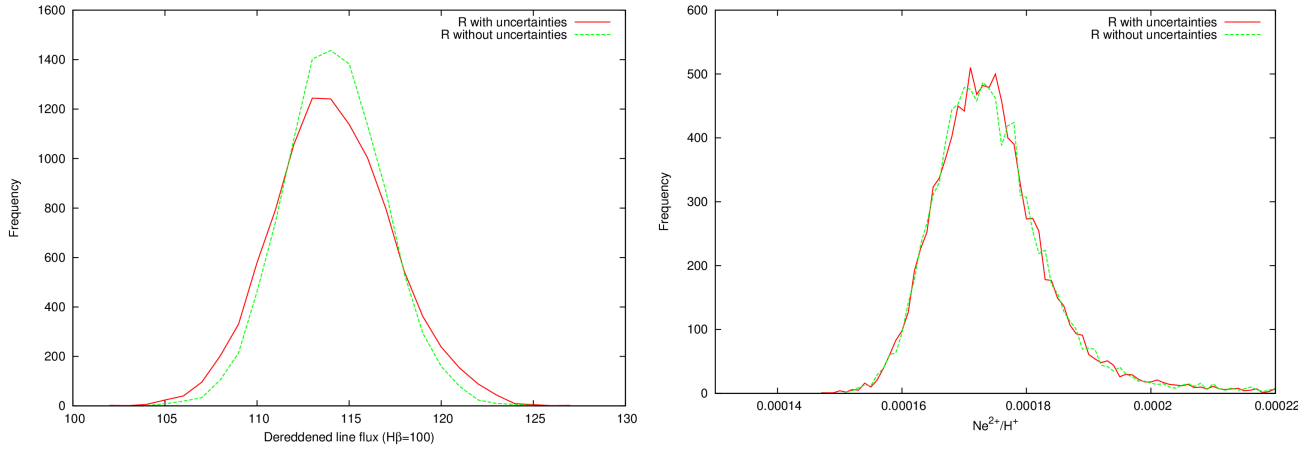 1600
1400
1200
1000
800
600
400
200
0
Frequency
R with uncertainties
R without uncertainties
100 105 110 115 120 125 130
Dereddened line flux (Hβ=100)
600
500
400
300
200
100
0
Frequency
R with uncertainties
R without uncertainties
0.00014 0.00016 0.00018 0.0002 0.00022
Ne²⁺/H⁺